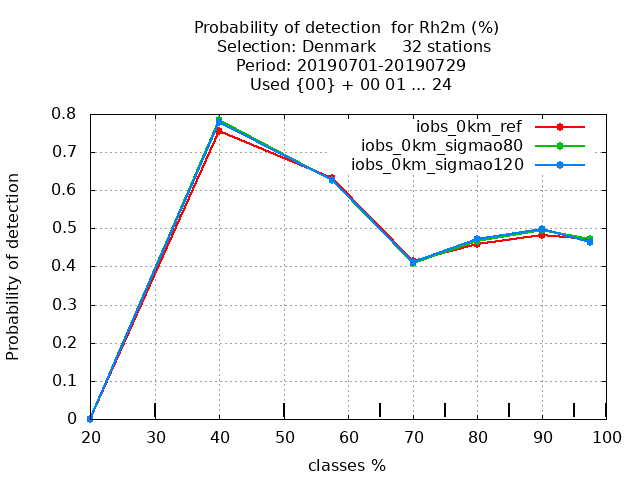 Probability of detection  for Rh2m (%)
Selection: Denmark     32 stations
Period: 20190701-20190729
Used {00} + 00 01 ... 24
iobs_0km_ref
iobs_0km_sigmao80
iobs_0km_sigmao120
Probability of detection
0.8
0.7
0.6
0.5
0.4
0.3
0.2
0.1
0
20 30 40 50 60 70 80 90 100
classes %